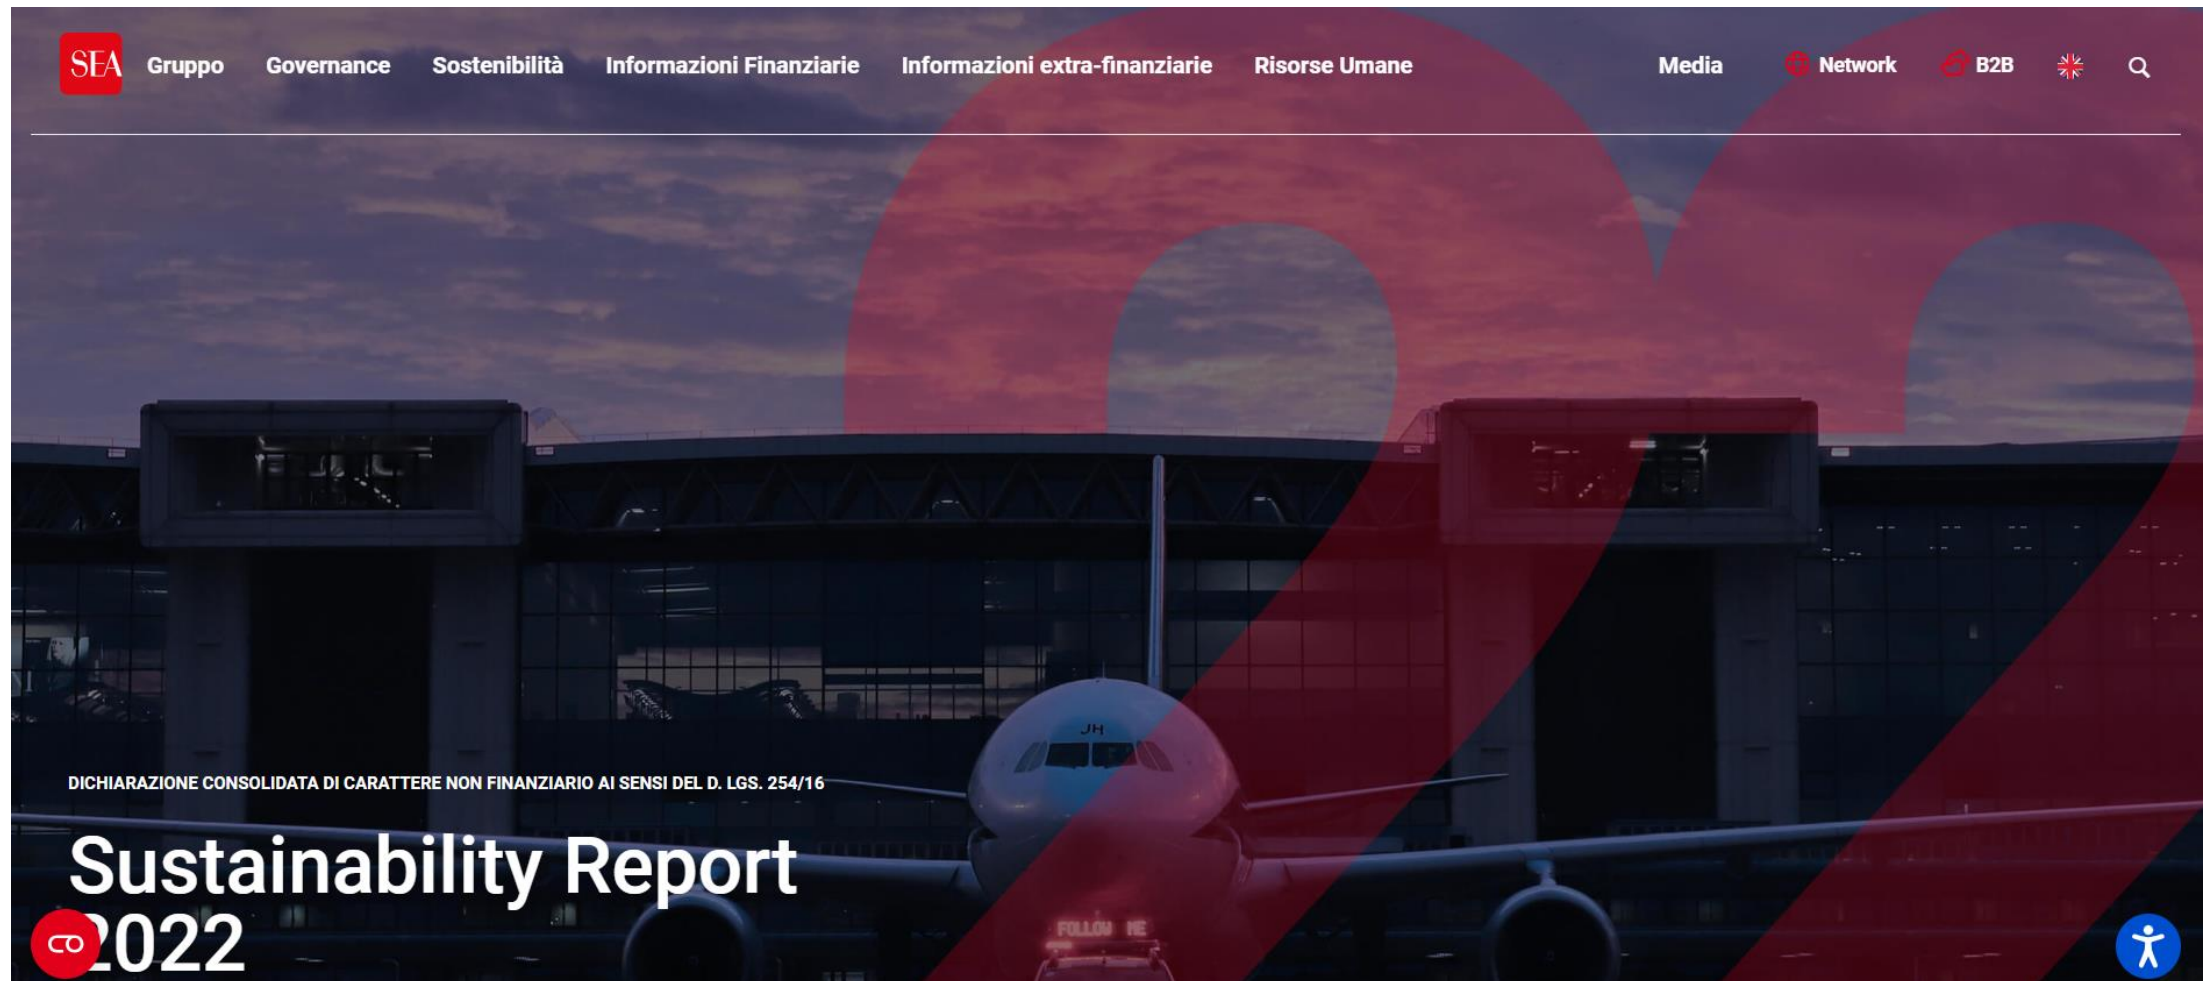 SEA
Gruppo
Governance
Sostenibilità
Informazioni Finanziarie
Informazioni extra-finanziarie
Risorse Umane
Media
Network
B2B
JH
DICHIARAZIONE CONSOLIDATA DI CARATTERE NON FINANZIARIO AI SENSI DEL D. LGS. 254/16
Sustainability Report
2022
FOLLOW ME